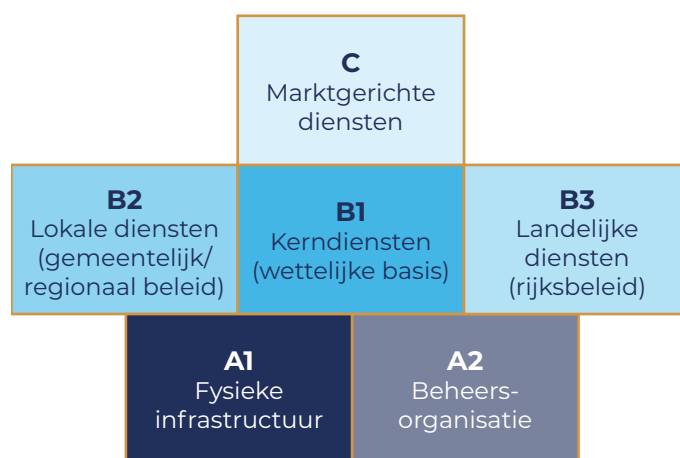 C
Marktgerichte
diensten
B2
Lokale diensten
(gemeentelijk/
regionaal beleid)
B1
Kerndiensten
(wettelijke basis)
B3
Landelijke
diensten
(rijksbeleid)
A1
Fysieke
infrastructuur
A2
Beheers-
organisatie